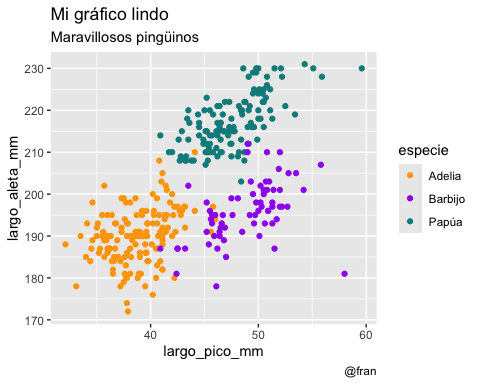 Mi gráfico lindo
Maravillosos pingüinos
230
220
210
200
190
180
170
largo_aleta_mm
40
50
60
largo_pico_mm
especie
Adelia
Barbijo
Papúa
@fran